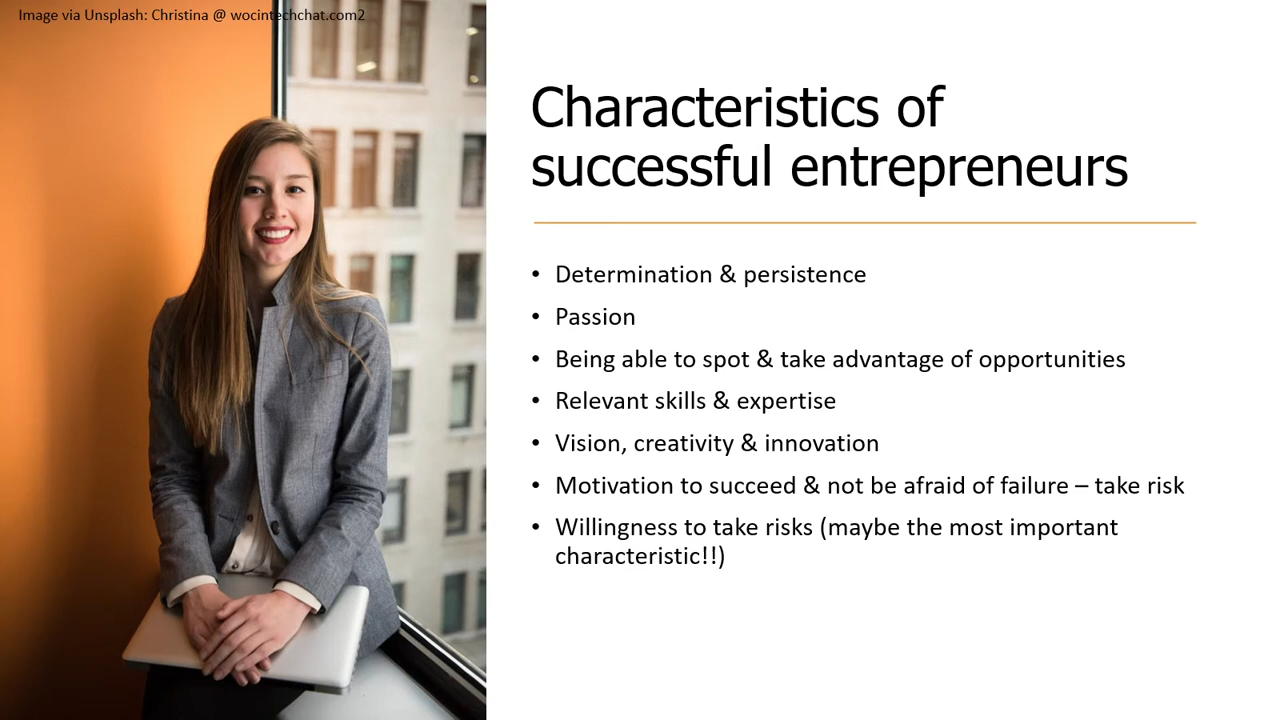 Image via Unsplash: Christina @ wocintechchat.com2
Characteristics of
successful entrepreneurs
• Determination & persistence
• Passion
• Being able to spot & take advantage of opportunities
• Relevant skills & expertise
• Vision, creativity & innovation
• Motivation to succeed & not be afraid of failure – take risk
• Willingness to take risks (maybe the most important
characteristic!!)